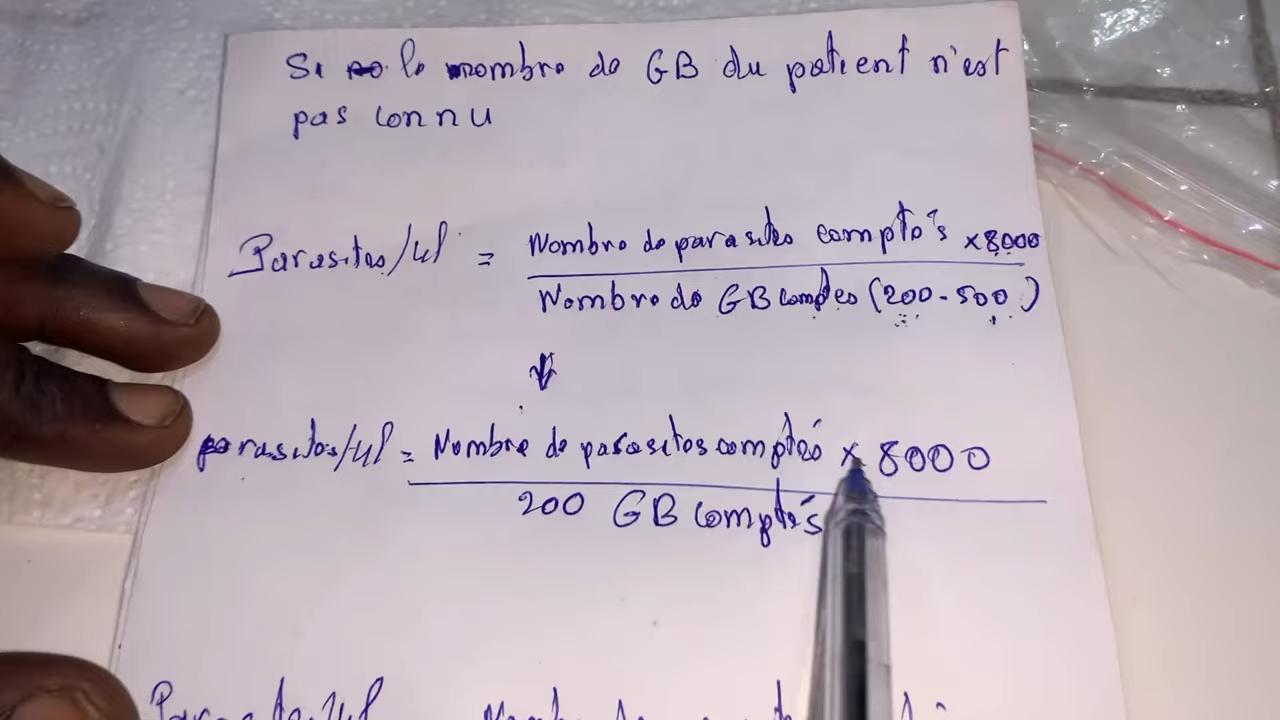 Si le nombre de GB du patient n'est
pas connu
Parasites/ul = Nombre de parasites comptés x8000
Nombre de GB comptés (200-500)
parasites/ul = Nombre de parasites comptés x 8000
200 GB comptés